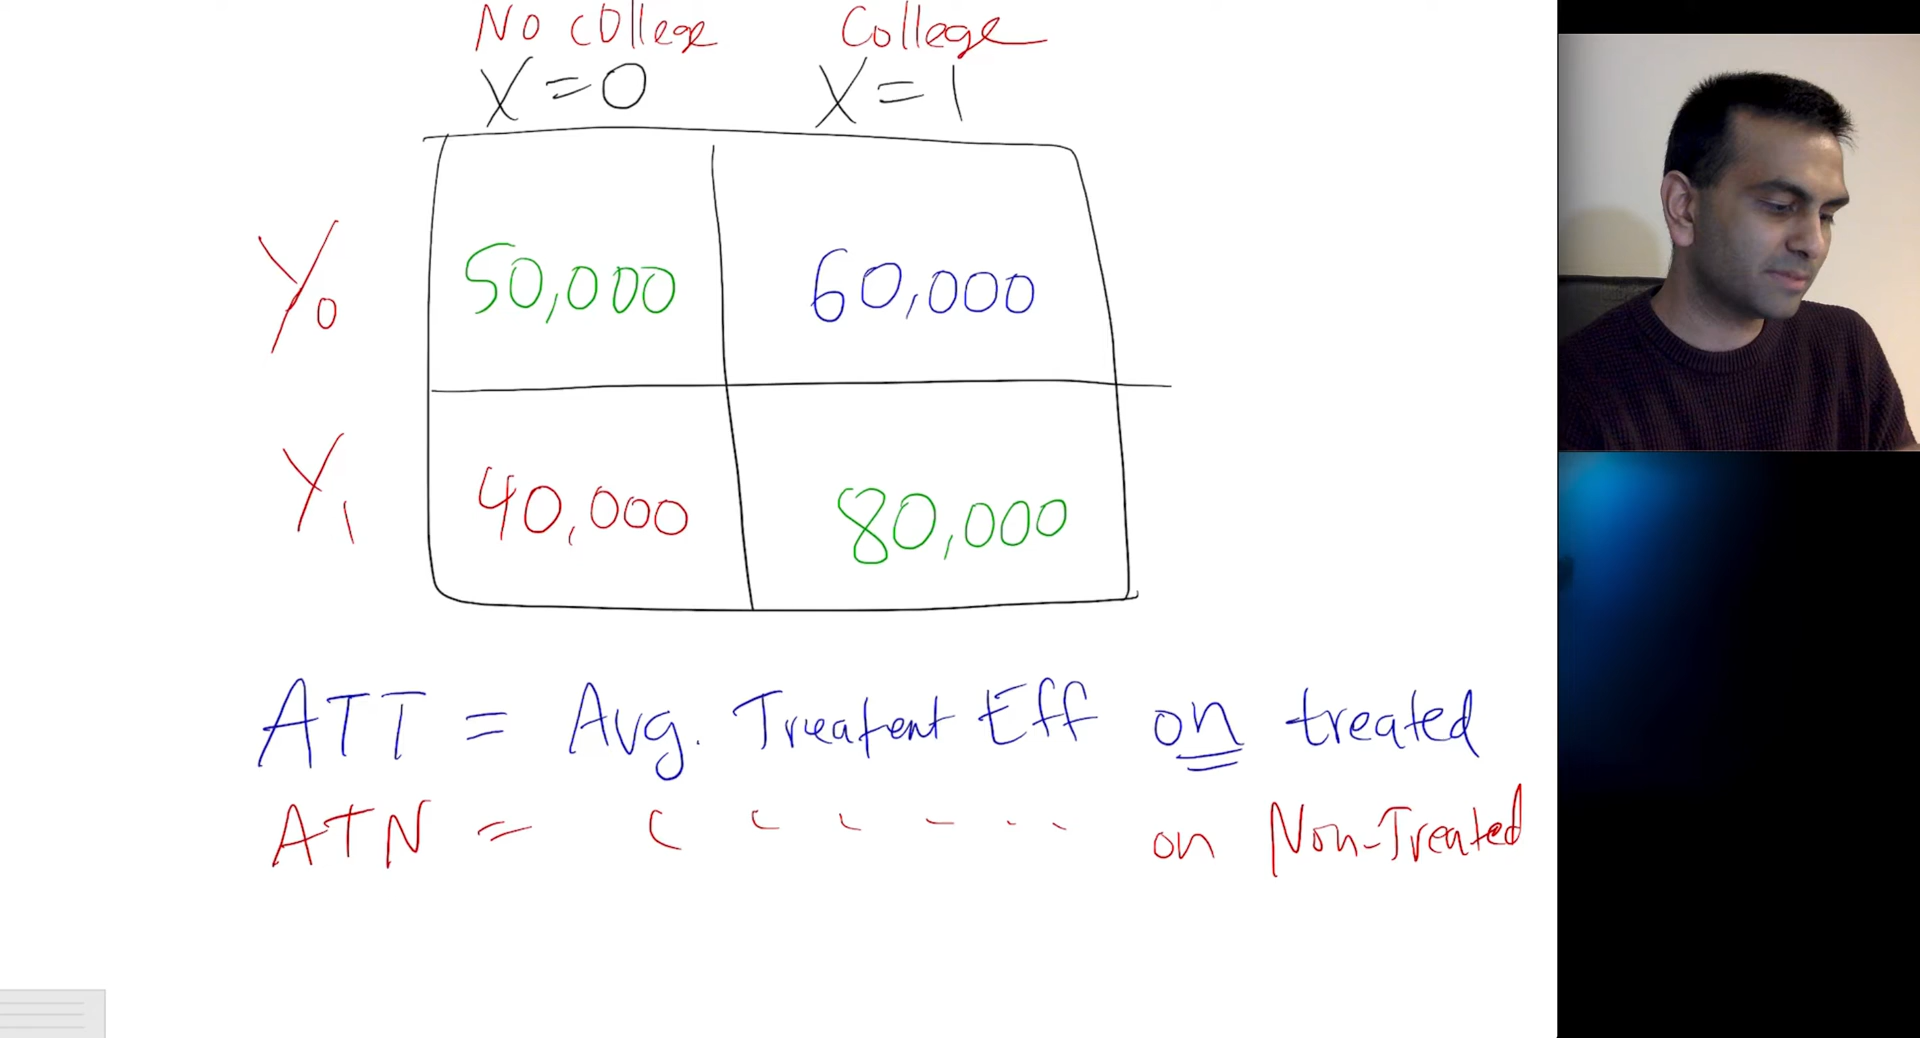 No college College
X=0 X=1
Y0 50,000 60,000
Y1 40,000 80,000
ATT = Avg. Treatent Eff on treated
ATN = " " " " on Non-Treated